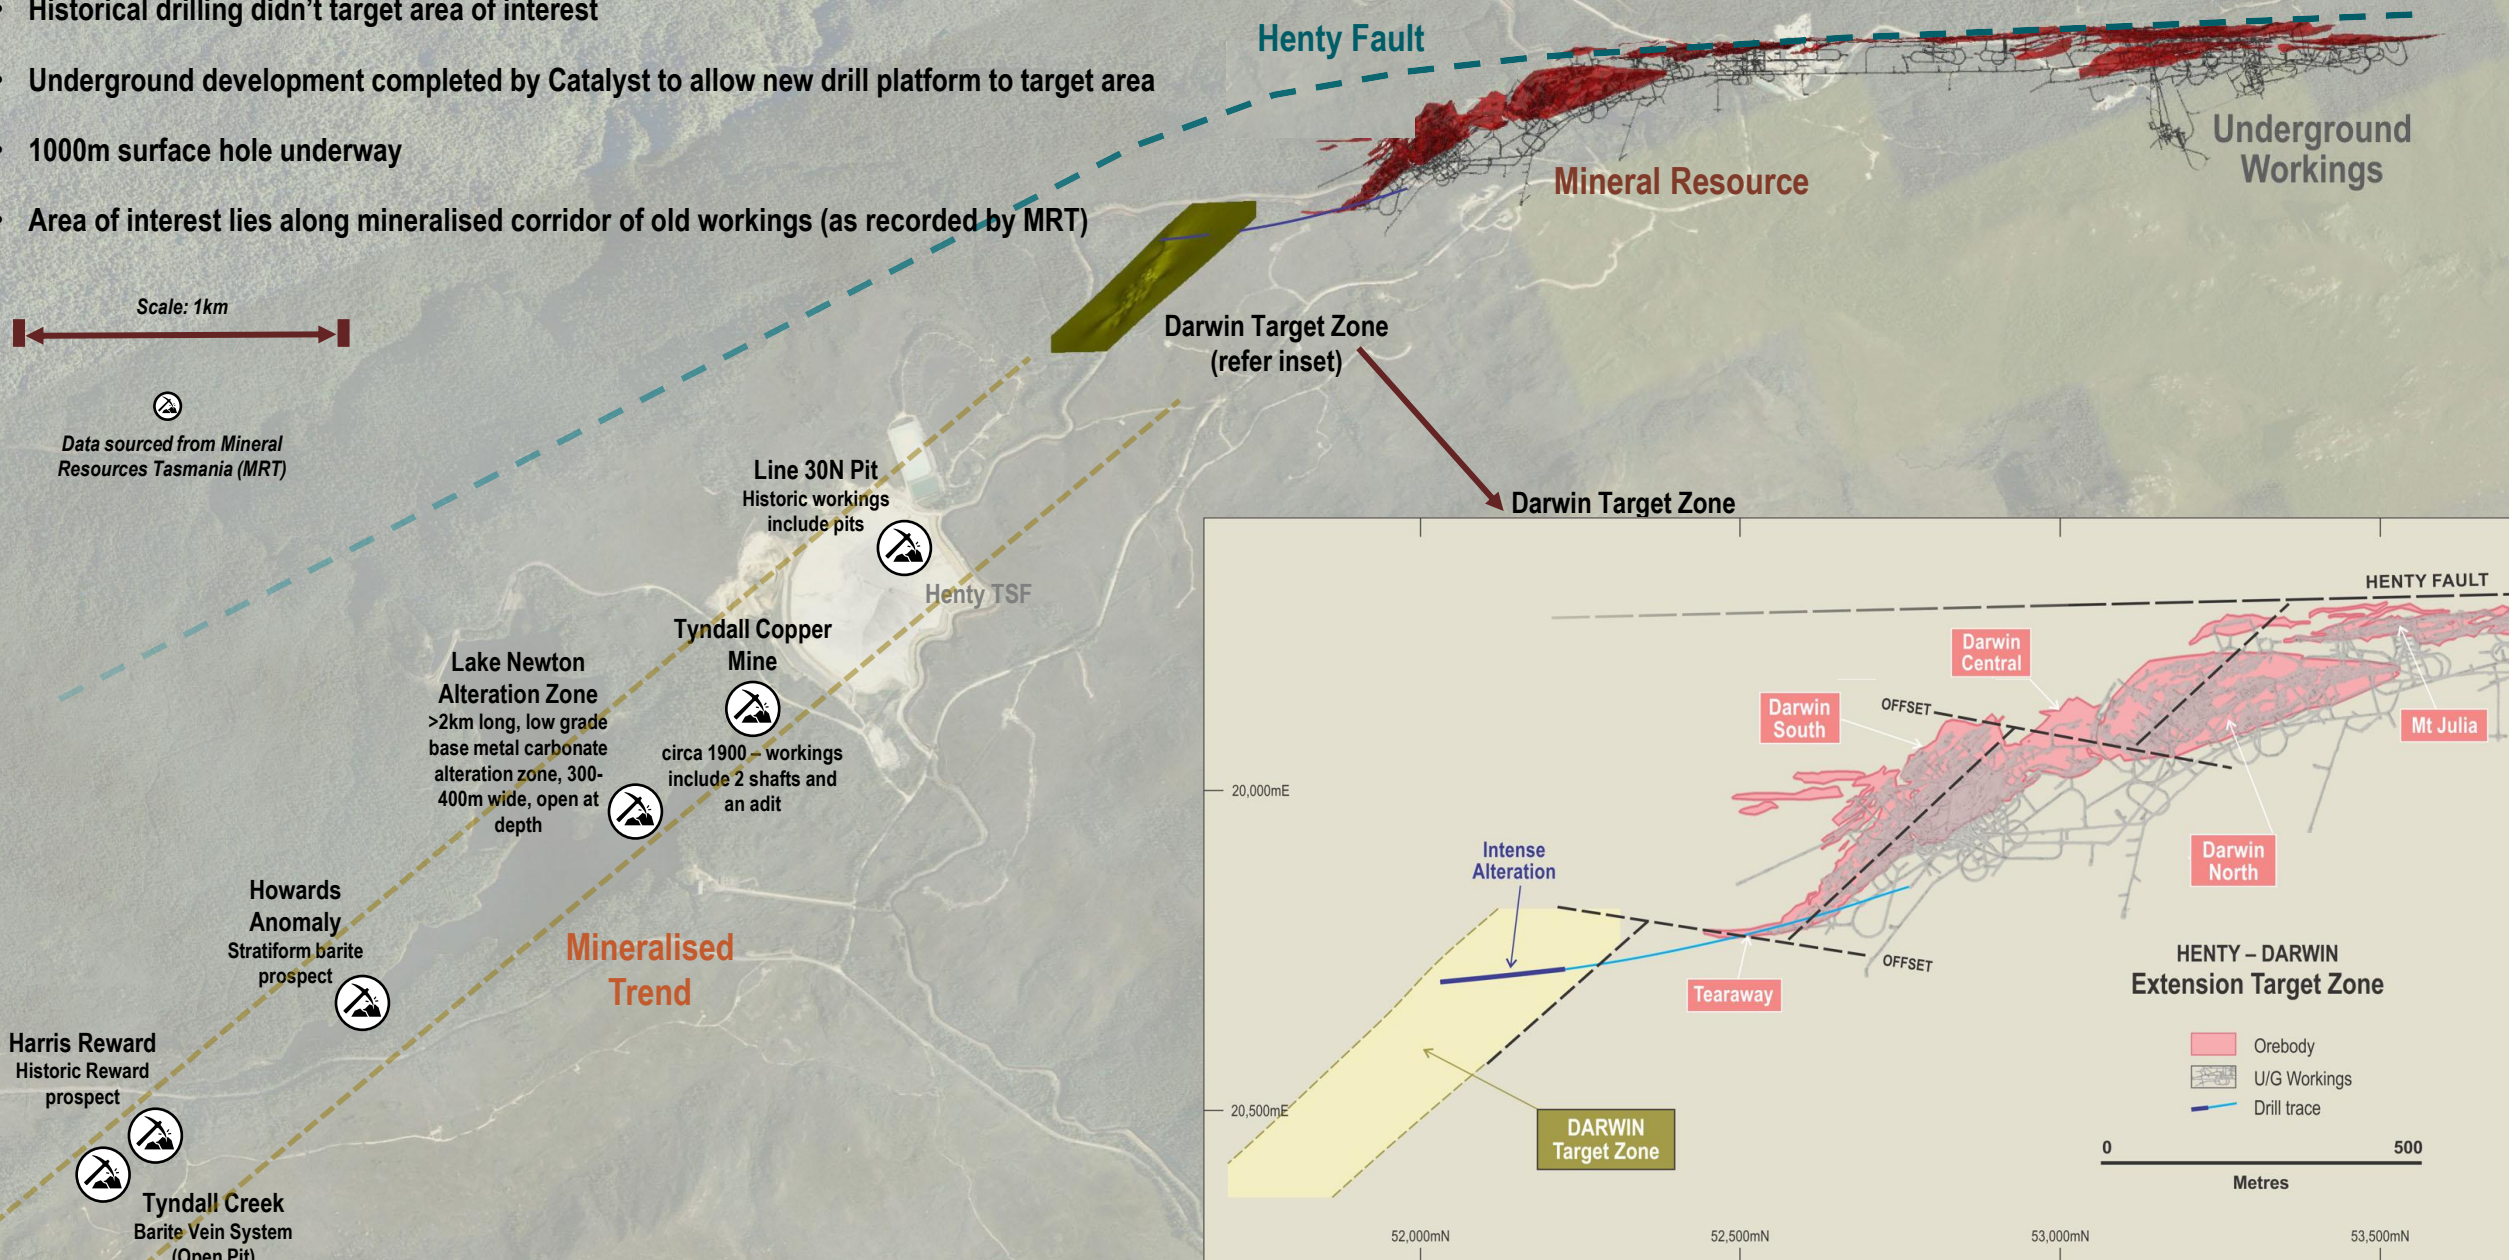 • Historical drilling didn't target area of interest
• Underground development completed by Catalyst to allow new drill platform to target area
• 1000m surface hole underway
• Area of interest lies along mineralised corridor of old workings (as recorded by MRT)
Henty Fault
Underground
Workings
Mineral Resource
Scale: 1km
Data sourced from Mineral
Resources Tasmania (MRT)
Darwin Target Zone
(refer inset)
Line 30N Pit
Historic workings
include pits
Henty TSF
Tyndall Copper
Mine
circa 1900 – workings
include 2 shafts and
an adit
Lake Newton
Alteration Zone
>2km long, low grade
base metal carbonate
alteration zone, 300-
400m wide, open at
depth
Howards
Anomaly
Stratiform barite
prospect
Mineralised
Trend
Harris Reward
Historic Reward
prospect
Tyndall Creek
Barite Vein System
(Open Pit)
Darwin Target Zone
HENTY FAULT
Darwin
Central
Darwin
South
OFFSET
Mt Julia
20,000mE
Intense
Alteration
Darwin
North
OFFSET
Tearaway
HENTY – DARWIN
Extension Target Zone
Orebody
U/G Workings
Drill trace
20,500mE
DARWIN
Target Zone
0 500
Metres
52,000mN 52,500mN 53,000mN 53,500mN